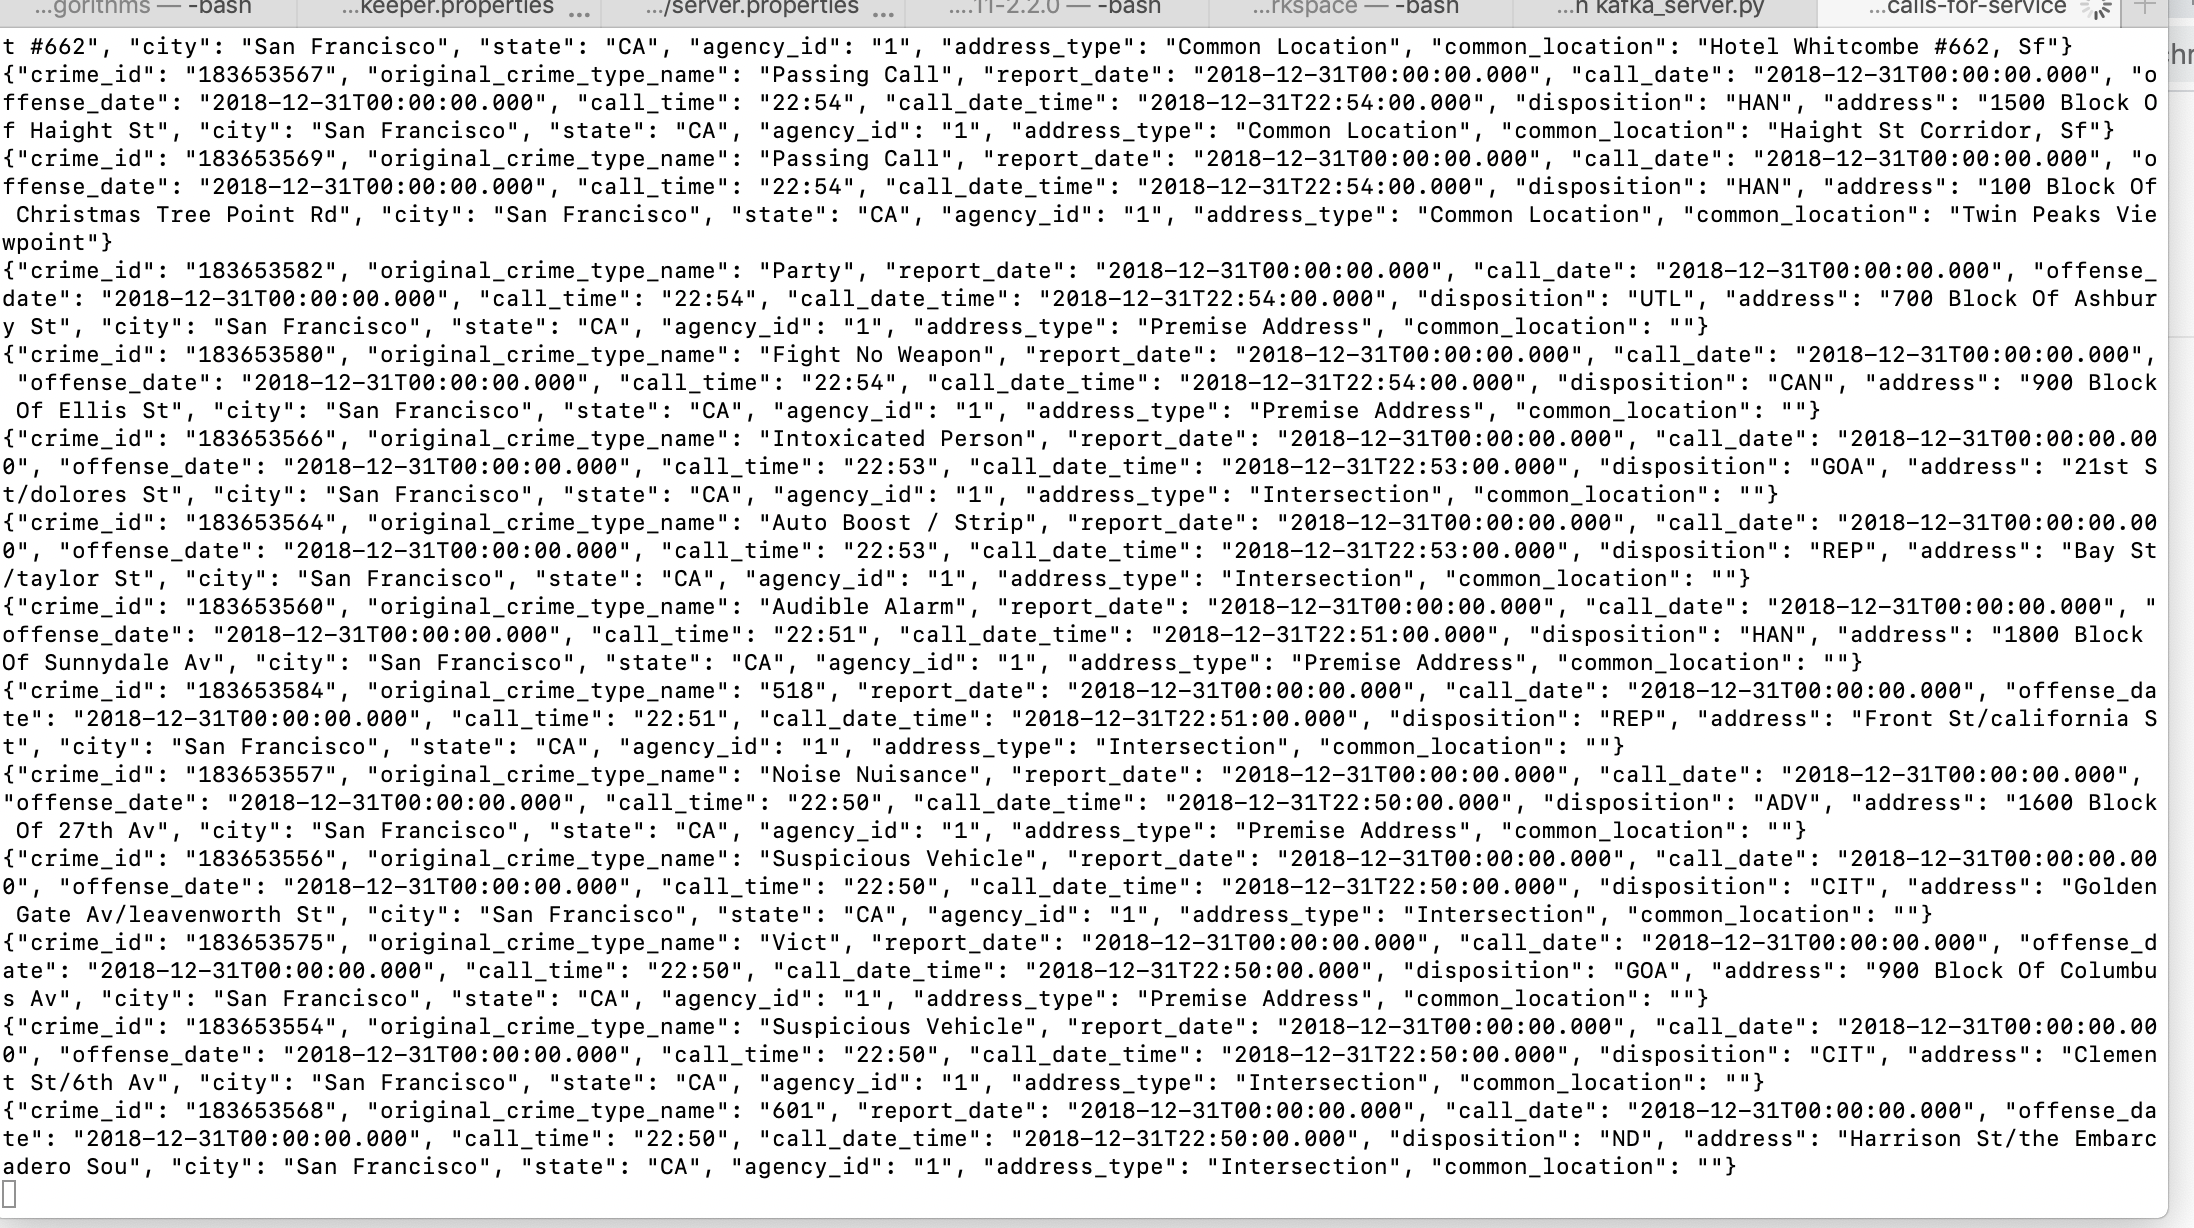 ...gorithms — -bash ...keeper.properties ... .../server.properties ... ....11-2.2.0 — -bash ...rkspace — -bash ...n kafka_server.py ...calls-for-service
t #662", "city": "San Francisco", "state": "CA", "agency_id": "1", "address_type": "Common Location", "common_location": "Hotel Whitcombe #662, Sf"}
{"crime_id": "183653567", "original_crime_type_name": "Passing Call", "report_date": "2018-12-31T00:00:00.000", "call_date": "2018-12-31T00:00:00.000", "o
ffense_date": "2018-12-31T00:00:00.000", "call_time": "22:54", "call_date_time": "2018-12-31T22:54:00.000", "disposition": "HAN", "address": "1500 Block O
f Haight St", "city": "San Francisco", "state": "CA", "agency_id": "1", "address_type": "Common Location", "common_location": "Haight St Corridor, Sf"}
{"crime_id": "183653569", "original_crime_type_name": "Passing Call", "report_date": "2018-12-31T00:00:00.000", "call_date": "2018-12-31T00:00:00.000", "o
ffense_date": "2018-12-31T00:00:00.000", "call_time": "22:54", "call_date_time": "2018-12-31T22:54:00.000", "disposition": "HAN", "address": "100 Block Of
 Christmas Tree Point Rd", "city": "San Francisco", "state": "CA", "agency_id": "1", "address_type": "Common Location", "common_location": "Twin Peaks Vie
wpoint"}
{"crime_id": "183653582", "original_crime_type_name": "Party", "report_date": "2018-12-31T00:00:00.000", "call_date": "2018-12-31T00:00:00.000", "offense_
date": "2018-12-31T00:00:00.000", "call_time": "22:54", "call_date_time": "2018-12-31T22:54:00.000", "disposition": "UTL", "address": "700 Block Of Ashbur
y St", "city": "San Francisco", "state": "CA", "agency_id": "1", "address_type": "Premise Address", "common_location": ""}
{"crime_id": "183653580", "original_crime_type_name": "Fight No Weapon", "report_date": "2018-12-31T00:00:00.000", "call_date": "2018-12-31T00:00:00.000",
 "offense_date": "2018-12-31T00:00:00.000", "call_time": "22:54", "call_date_time": "2018-12-31T22:54:00.000", "disposition": "CAN", "address": "900 Block
 Of Ellis St", "city": "San Francisco", "state": "CA", "agency_id": "1", "address_type": "Premise Address", "common_location": ""}
{"crime_id": "183653566", "original_crime_type_name": "Intoxicated Person", "report_date": "2018-12-31T00:00:00.000", "call_date": "2018-12-31T00:00:00.00
0", "offense_date": "2018-12-31T00:00:00.000", "call_time": "22:53", "call_date_time": "2018-12-31T22:53:00.000", "disposition": "GOA", "address": "21st S
t/dolores St", "city": "San Francisco", "state": "CA", "agency_id": "1", "address_type": "Intersection", "common_location": ""}
{"crime_id": "183653564", "original_crime_type_name": "Auto Boost / Strip", "report_date": "2018-12-31T00:00:00.000", "call_date": "2018-12-31T00:00:00.00
0", "offense_date": "2018-12-31T00:00:00.000", "call_time": "22:53", "call_date_time": "2018-12-31T22:53:00.000", "disposition": "REP", "address": "Bay St
/taylor St", "city": "San Francisco", "state": "CA", "agency_id": "1", "address_type": "Intersection", "common_location": ""}
{"crime_id": "183653560", "original_crime_type_name": "Audible Alarm", "report_date": "2018-12-31T00:00:00.000", "call_date": "2018-12-31T00:00:00.000", "
offense_date": "2018-12-31T00:00:00.000", "call_time": "22:51", "call_date_time": "2018-12-31T22:51:00.000", "disposition": "HAN", "address": "1800 Block
Of Sunnydale Av", "city": "San Francisco", "state": "CA", "agency_id": "1", "address_type": "Premise Address", "common_location": ""}
{"crime_id": "183653584", "original_crime_type_name": "518", "report_date": "2018-12-31T00:00:00.000", "call_date": "2018-12-31T00:00:00.000", "offense_da
te": "2018-12-31T00:00:00.000", "call_time": "22:51", "call_date_time": "2018-12-31T22:51:00.000", "disposition": "REP", "address": "Front St/california S
t", "city": "San Francisco", "state": "CA", "agency_id": "1", "address_type": "Intersection", "common_location": ""}
{"crime_id": "183653557", "original_crime_type_name": "Noise Nuisance", "report_date": "2018-12-31T00:00:00.000", "call_date": "2018-12-31T00:00:00.000",
"offense_date": "2018-12-31T00:00:00.000", "call_time": "22:50", "call_date_time": "2018-12-31T22:50:00.000", "disposition": "ADV", "address": "1600 Block
 Of 27th Av", "city": "San Francisco", "state": "CA", "agency_id": "1", "address_type": "Premise Address", "common_location": ""}
{"crime_id": "183653556", "original_crime_type_name": "Suspicious Vehicle", "report_date": "2018-12-31T00:00:00.000", "call_date": "2018-12-31T00:00:00.00
0", "offense_date": "2018-12-31T00:00:00.000", "call_time": "22:50", "call_date_time": "2018-12-31T22:50:00.000", "disposition": "CIT", "address": "Golden
 Gate Av/leavenworth St", "city": "San Francisco", "state": "CA", "agency_id": "1", "address_type": "Intersection", "common_location": ""}
{"crime_id": "183653575", "original_crime_type_name": "Vict", "report_date": "2018-12-31T00:00:00.000", "call_date": "2018-12-31T00:00:00.000", "offense_d
ate": "2018-12-31T00:00:00.000", "call_time": "22:50", "call_date_time": "2018-12-31T22:50:00.000", "disposition": "GOA", "address": "900 Block Of Columbu
s Av", "city": "San Francisco", "state": "CA", "agency_id": "1", "address_type": "Premise Address", "common_location": ""}
{"crime_id": "183653554", "original_crime_type_name": "Suspicious Vehicle", "report_date": "2018-12-31T00:00:00.000", "call_date": "2018-12-31T00:00:00.00
0", "offense_date": "2018-12-31T00:00:00.000", "call_time": "22:50", "call_date_time": "2018-12-31T22:50:00.000", "disposition": "CIT", "address": "Clemen
t St/6th Av", "city": "San Francisco", "state": "CA", "agency_id": "1", "address_type": "Intersection", "common_location": ""}
{"crime_id": "183653568", "original_crime_type_name": "601", "report_date": "2018-12-31T00:00:00.000", "call_date": "2018-12-31T00:00:00.000", "offense_da
te": "2018-12-31T00:00:00.000", "call_time": "22:50", "call_date_time": "2018-12-31T22:50:00.000", "disposition": "ND", "address": "Harrison St/the Embarc
adero Sou", "city": "San Francisco", "state": "CA", "agency_id": "1", "address_type": "Intersection", "common_location": ""}